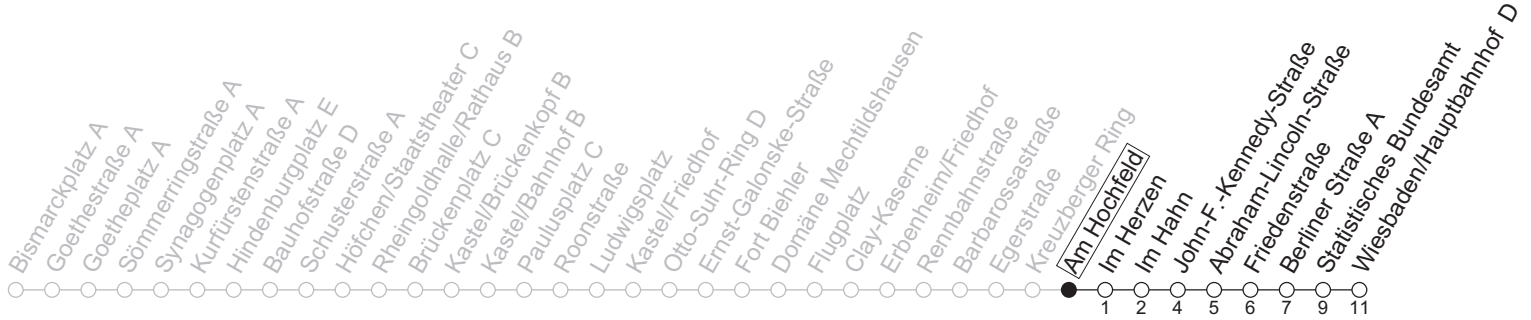 Bismarckplatz A
Goethestraße A
Goetheplatz A
Sömmerringstraße A
Synagogenplatz A
Kurfürstenstraße A
Hindenburgplatz E
Bauhofstraße D
Schusterstraße A
Höfchen/Staatstheater C
Rheingoldhalle/Rathaus B
Brückenplatz C
Kastel/Brückenkopf B
Kastel/Bahnhof B
Paulusplatz C
Roonstraße
Ludwigsplatz
Kastel/Friedhof
Otto-Suhr-Ring D
Ernst-Galonske-Straße
Fort Biehler
Domäne Mechtildshausen
Flugplatz
Clay-Kaserne
Erbenheim/Friedhof
Rennbahnstraße
Barbarossastraße
Egerstraße
Kreuzberger Ring
Am Hochfeld
Im Herzen
Im Hahn
John-F.-Kennedy-Straße
Abraham-Lincoln-Straße
Friedenstraße
Berliner Straße A
Statistisches Bundesamt
Wiesbaden/Hauptbahnhof D
1 2 4 5 6 7 9 11